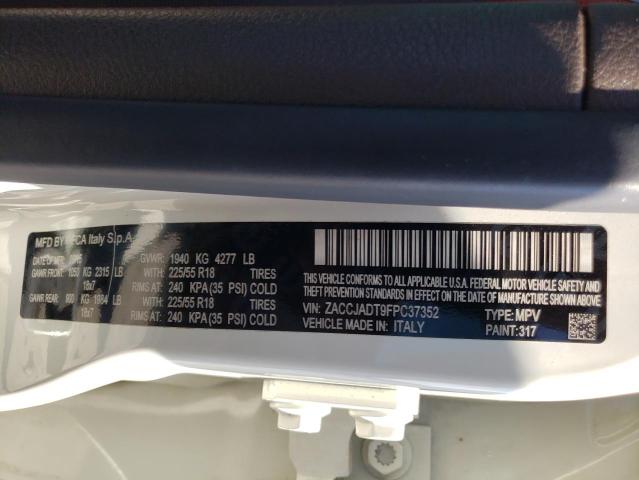 MFD BY FCA Italy S.p.A.
DATE OF MFR:
GVWR: 1940 KG 4277 LB
GAWR FRONT: 1050 KG 2315 LB WITH: 225/55 R18 TIRES
18x7 RIMS AT: 240 KPA (35 PSI) COLD
GAWR REAR: 900 KG 1984 LB WITH: 225/55 R18 TIRES
18x7 RIMS AT: 240 KPA (35 PSI) COLD
THIS VEHICLE CONFORMS TO ALL APPLICABLE U.S.A. FEDERAL MOTOR VEHICLE SAFETY,
BUMPER AND THEFT PREVENTION STANDARDS IN EFFECT ON THE DATE OF MANUFACTURE
SHOWN ABOVE
VIN: ZACCJADT9FPC37352 TYPE: MPV
VEHICLE MADE IN: ITALY PAINT: 317